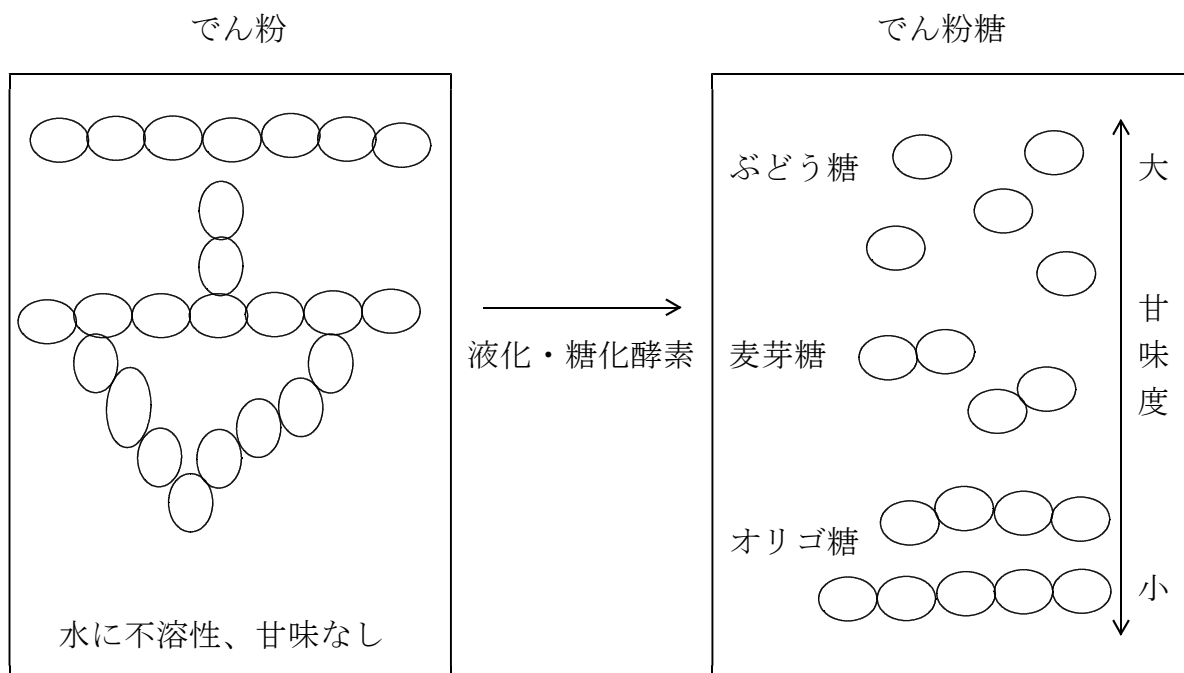 でん粉
でん粉糖
水に不溶性、甘味なし
液化・糖化酵素
ぶどう糖
麦芽糖
オリゴ糖
大
甘味度
小